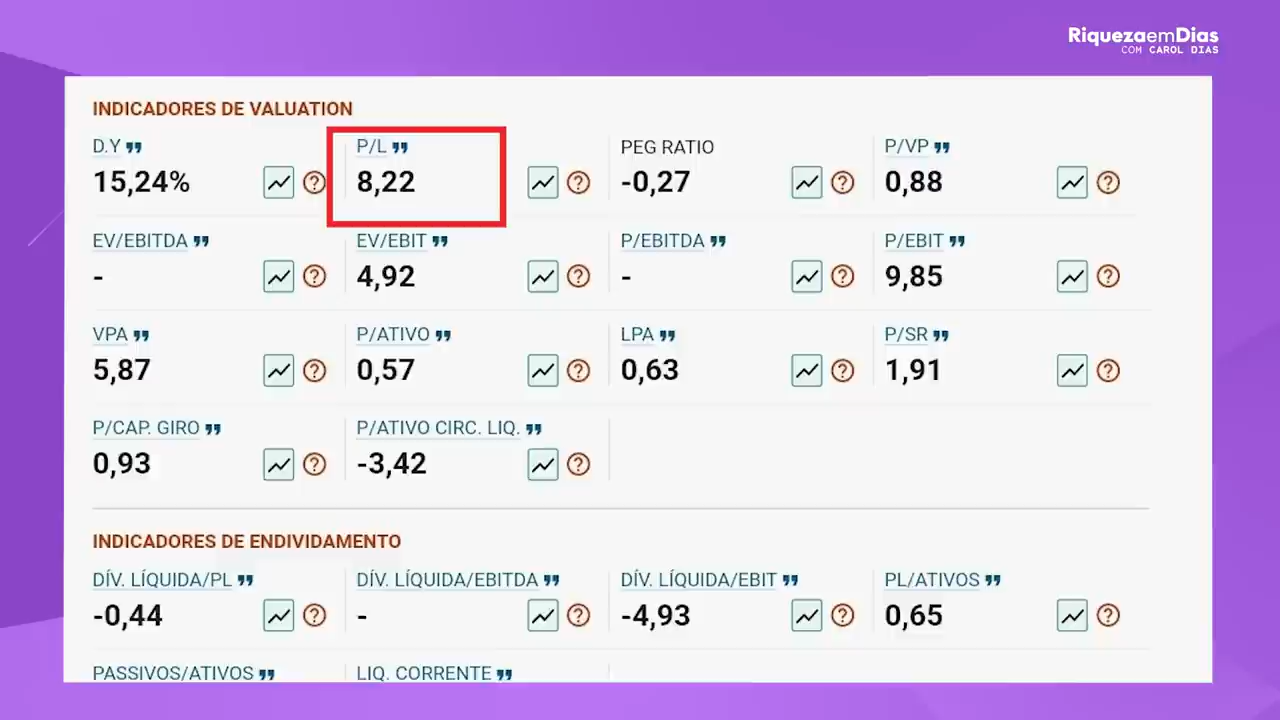 RiquezaemDias
COM CAROL DIAS
INDICADORES DE VALUATION
D.Y P/L PEG RATIO P/VP
15,24% 8,22 -0,27 0,88
EV/EBITDA EV/EBIT P/EBITDA P/EBIT
- 4,92 - 9,85
VPA P/ATIVO LPA P/SR
5,87 0,57 0,63 1,91
P/CAP. GIRO P/ATIVO CIRC. LIQ.
0,93 -3,42
INDICADORES DE ENDIVIDAMENTO
DÍV. LÍQUIDA/PL DÍV. LÍQUIDA/EBITDA DÍV. LÍQUIDA/EBIT PL/ATIVOS
-0,44 - -4,93 0,65
PASSIVOS/ATIVOS LIQ. CORRENTE